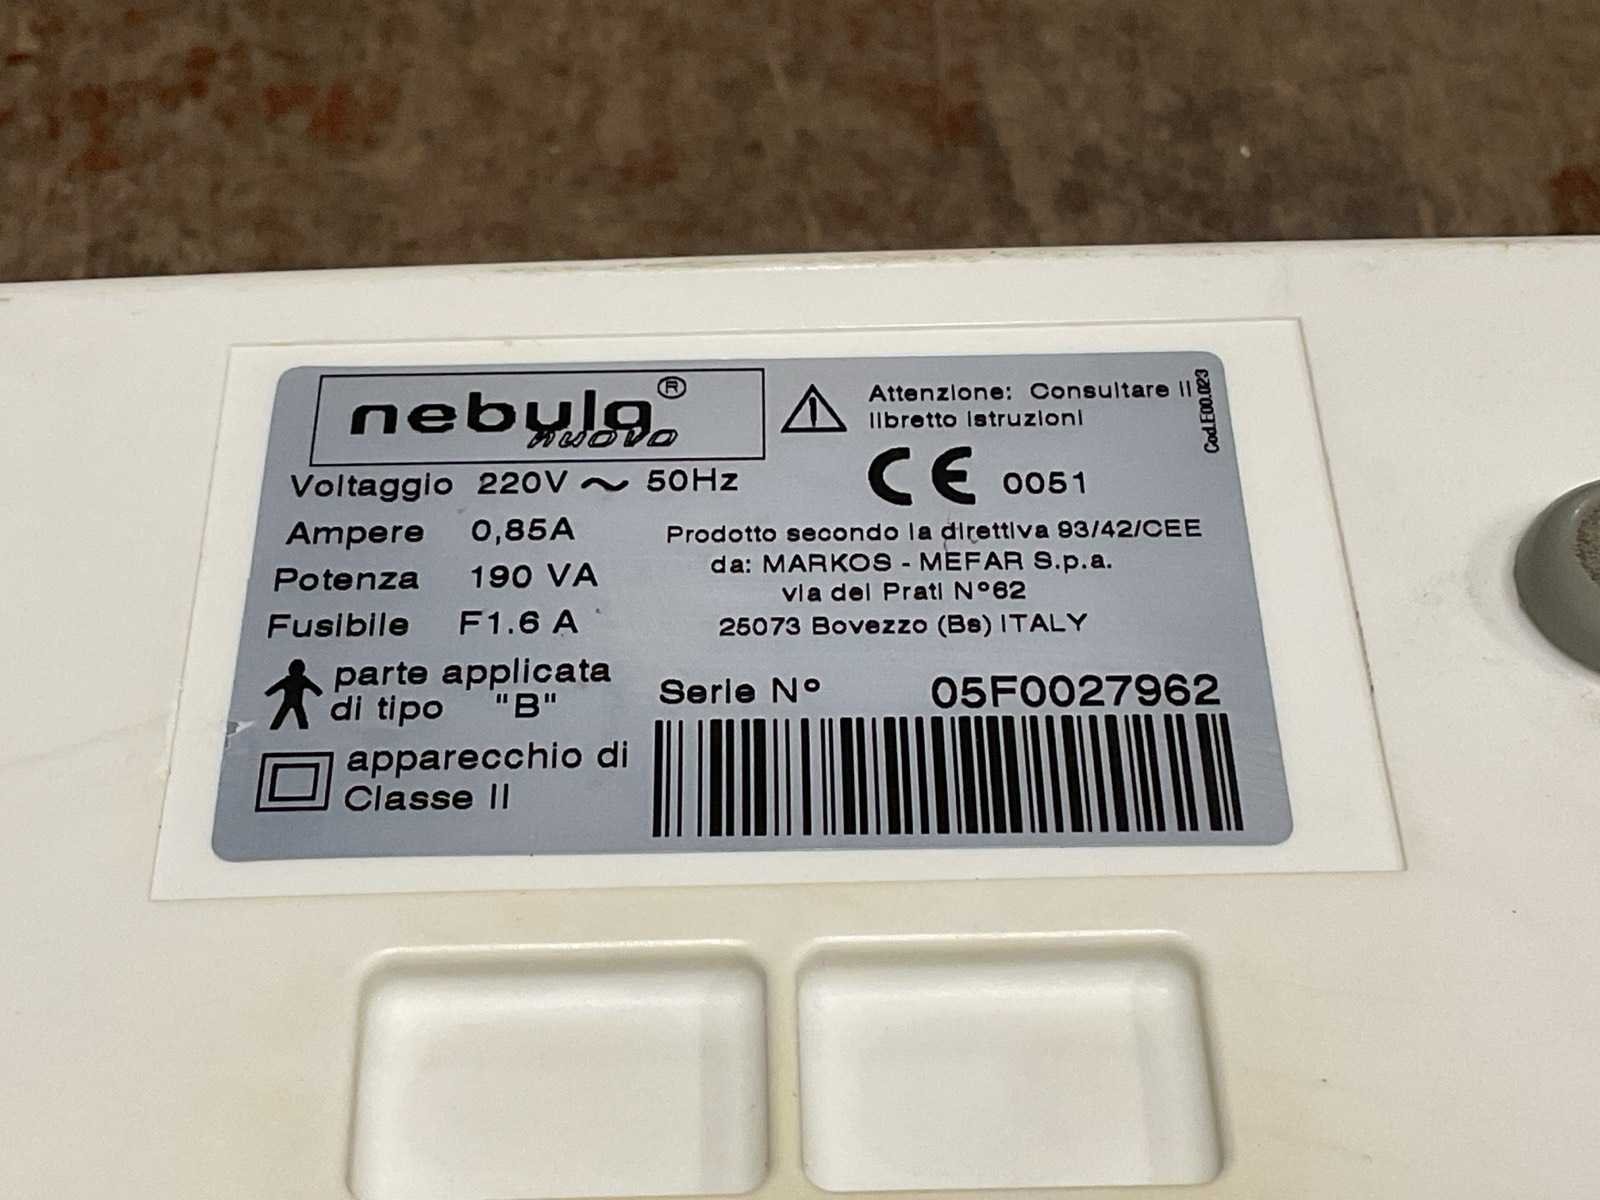 nebula®
nuovo
Voltaggio 220V ~ 50Hz
Ampere 0,85A
Potenza 190 VA
Fusibile F1.6 A
parte applicata
di tipo "B"
apparecchio di
Classe II
Attenzione: Consultare il
libretto istruzioni
Cod.E00.023
CE 0051
Prodotto secondo la direttiva 93/42/CEE
da: MARKOS - MEFAR S.p.a.
via dei Prati N°62
25073 Bovezzo (Bs) ITALY
Serie N° 05F0027962